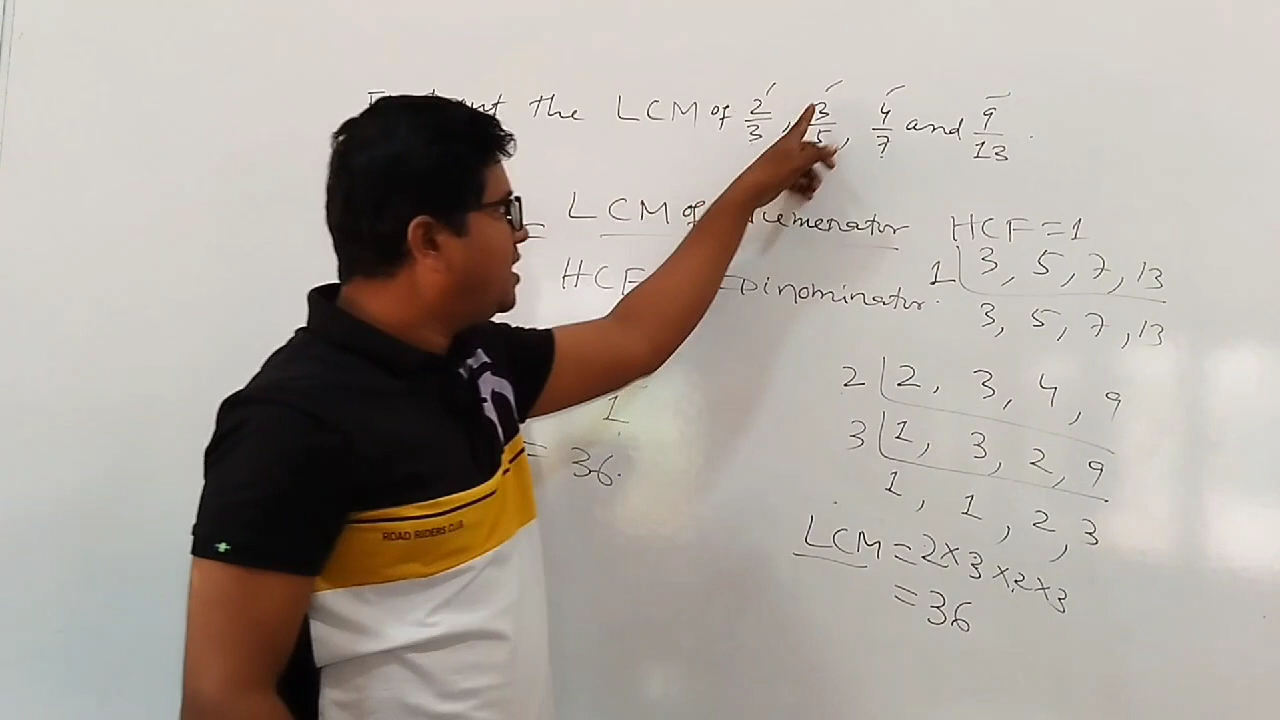 the LCM of 2/3, 3/5, 4/7 and 9/13.
= LCM of
HCF
1
= 36.
HCF = 1
1 | 3, 5, 7, 13
3, 5, 7, 13
2 | 2, 3, 4, 9
3 | 1, 3, 2, 9
1, 1, 2, 3
LCM = 2×3×2×3
= 36
ROAD RIDERS CLUB